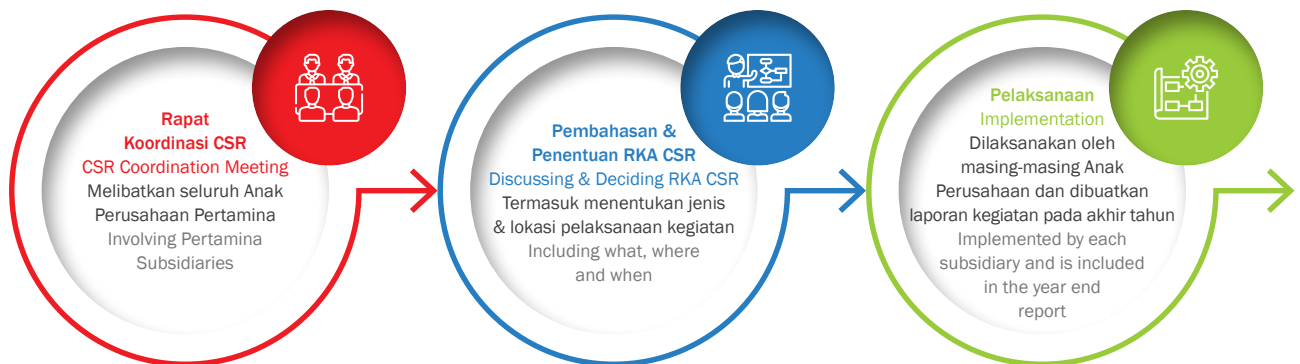 Rapat
Koordinasi CSR
CSR Coordination Meeting
Melibatkan seluruh Anak
Perusahaan Pertamina
Involving Pertamina
Subsidiaries
Pembahasan &
Penentuan RKA CSR
Discussing & Deciding RKA CSR
Termasuk menentukan jenis
& lokasi pelaksanaan kegiatan
Including what, where
and when
Pelaksanaan
Implementation
Dilaksanakan oleh
masing-masing Anak
Perusahaan dan dibuatkan
laporan kegiatan pada akhir tahun
Implemented by each
subsidiary and is included
in the year end
report